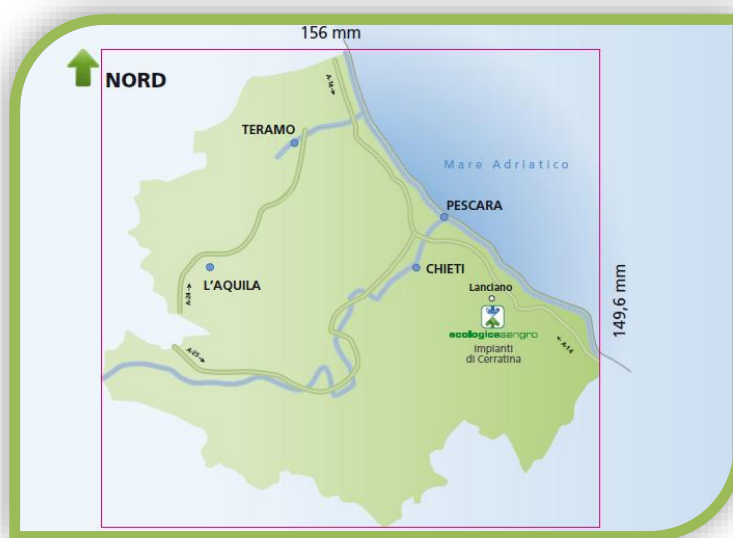 156 mm
NORD
A-14
TERAMO
Mare Adriatico
PESCARA
CHIETI
L'AQUILA
Lanciano
A-24
149,6 mm
ecologicasangro
Impianti
di Cerratina
A-14
A-25